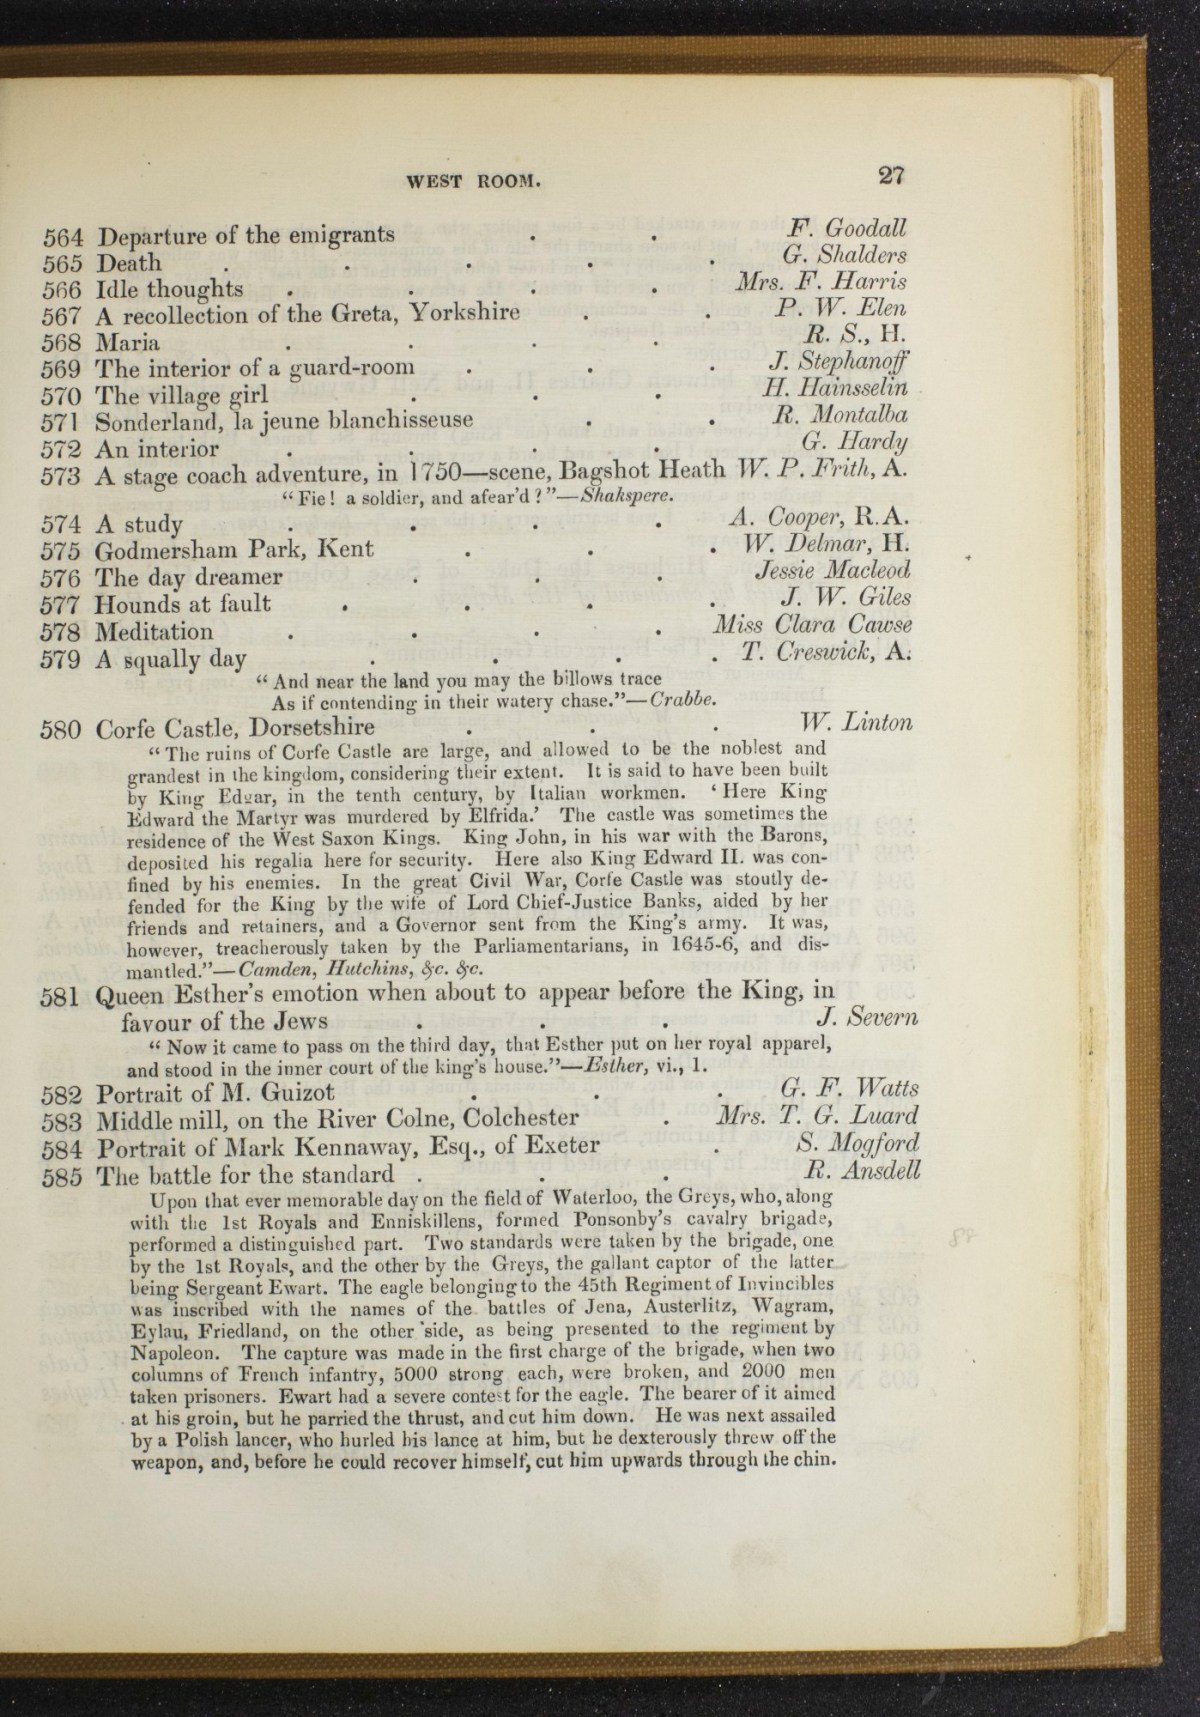 WEST ROOM. 27
564 Departure of the emigrants . . F. Goodall
565 Death . . . . . G. Shalders
566 Idle thoughts . . . . Mrs. F. Harris
567 A recollection of the Greta, Yorkshire . . P. W. Elen
568 Maria . . . . R. S., H.
569 The interior of a guard-room . . . J. Stephanoff
570 The village girl . . . H. Hainsselin
571 Sonderland, la jeune blanchisseuse . . R. Montalba
572 An interior . . . . G. Hardy
573 A stage coach adventure, in 1750—scene, Bagshot Heath W. P. Frith, A.
“Fie! a soldier, and afear’d?”—Shakspere.
574 A study . . . . A. Cooper, R.A.
575 Godmersham Park, Kent . . . W. Delmar, H.
576 The day dreamer . . . Jessie Macleod
577 Hounds at fault . . . . J. W. Giles
578 Meditation . . . . Miss Clara Cawse
579 A squally day . . . . T. Creswick, A.
“And near the land you may the billows trace
As if contending in their watery chase.”—Crabbe.
580 Corfe Castle, Dorsetshire . . . W. Linton
“The ruins of Corfe Castle are large, and allowed to be the noblest and
grandest in the kingdom, considering their extent. It is said to have been built
by King Edgar, in the tenth century, by Italian workmen. ‘Here King
Edward the Martyr was murdered by Elfrida.’ The castle was sometimes the
residence of the West Saxon Kings. King John, in his war with the Barons,
deposited his regalia here for security. Here also King Edward II. was con-
fined by his enemies. In the great Civil War, Corfe Castle was stoutly de-
fended for the King by the wife of Lord Chief-Justice Banks, aided by her
friends and retainers, and a Governor sent from the King’s army. It was,
however, treacherously taken by the Parliamentarians, in 1645-6, and dis-
mantled.”—Camden, Hutchins, &c. &c.
581 Queen Esther’s emotion when about to appear before the King, in
favour of the Jews . . . J. Severn
“Now it came to pass on the third day, that Esther put on her royal apparel,
and stood in the inner court of the king’s house.”—Esther, vi., 1.
582 Portrait of M. Guizot . . . G. F. Watts
583 Middle mill, on the River Colne, Colchester . Mrs. T. G. Luard
584 Portrait of Mark Kennaway, Esq., of Exeter . S. Mogford
585 The battle for the standard . . . R. Ansdell
Upon that ever memorable day on the field of Waterloo, the Greys, who, along
with the 1st Royals and Enniskillens, formed Ponsonby’s cavalry brigade,
performed a distinguished part. Two standards were taken by the brigade, one
by the 1st Royals, and the other by the Greys, the gallant captor of the latter
being Sergeant Ewart. The eagle belonging to the 45th Regiment of Invincibles
was inscribed with the names of the battles of Jena, Austerlitz, Wagram,
Eylau, Friedland, on the other side, as being presented to the regiment by
Napoleon. The capture was made in the first charge of the brigade, when two
columns of French infantry, 5000 strong each, were broken, and 2000 men
taken prisoners. Ewart had a severe contest for the eagle. The bearer of it aimed
at his groin, but he parried the thrust, and cut him down. He was next assailed
by a Polish lancer, who hurled his lance at him, but he dexterously threw off the
weapon, and, before he could recover himself, cut him upwards through the chin.